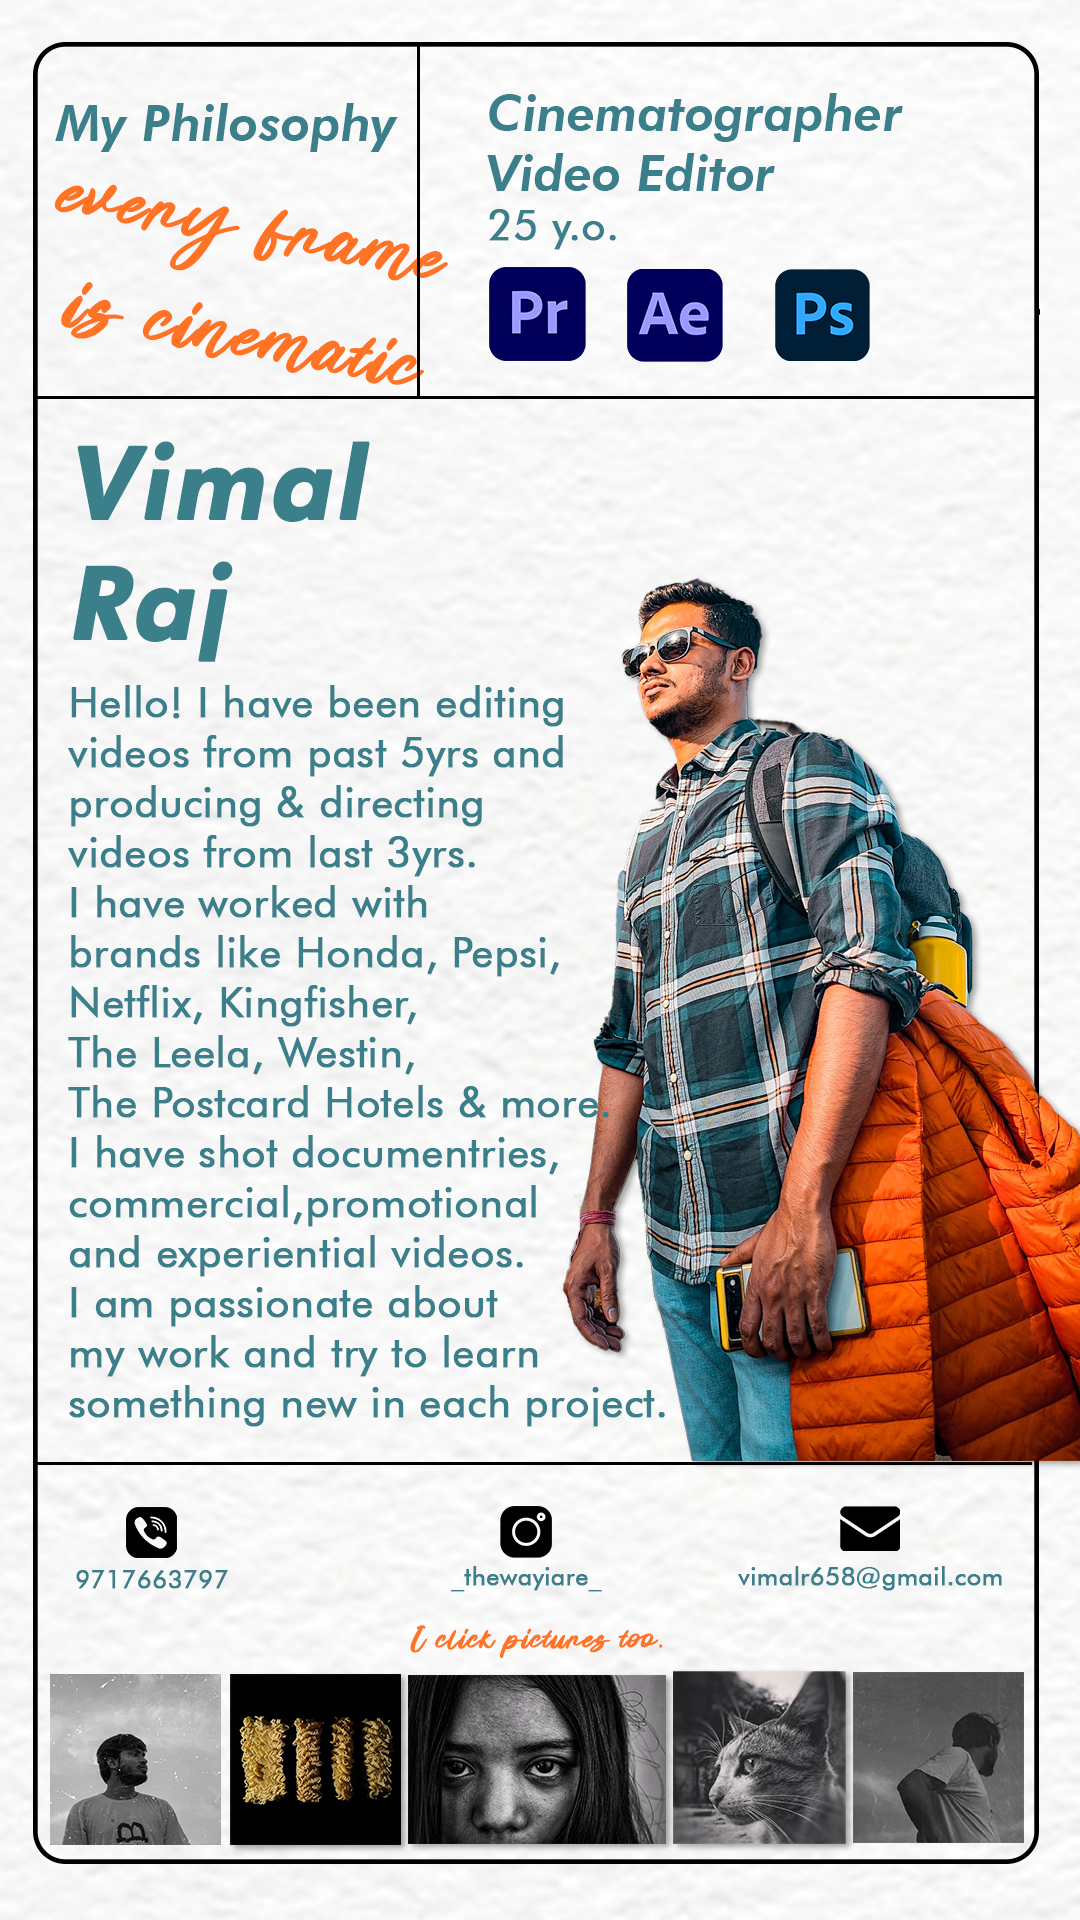 My Philosophy
every frame
is cinematic
Cinematographer
Video Editor
25 y.o.
Pr Ae Ps
Vimal
Raj
Hello! I have been editing
videos from past 5yrs and
producing & directing
videos from last 3yrs.
I have worked with
brands like Honda, Pepsi,
Netflix, Kingfisher,
The Leela, Westin,
The Postcard Hotels & more.
I have shot documentries,
commercial,promotional
and experiential videos.
I am passionate about
my work and try to learn
something new in each project.
9717663797
_thewayiare_
vimalr658@gmail.com
I click pictures too.